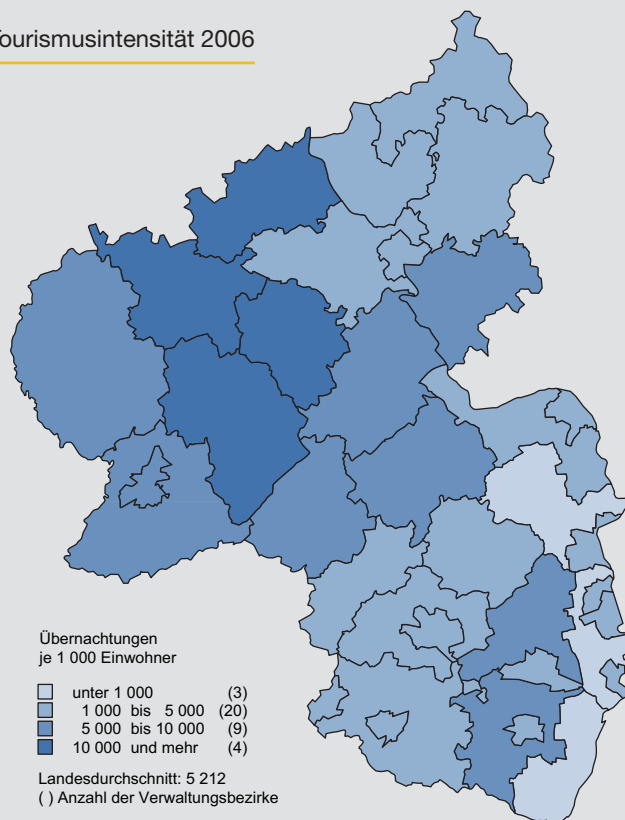 Tourismusintensität 2006
Übernachtungen
je 1 000 Einwohner
unter 1 000 (3)
1 000 bis 5 000 (20)
5 000 bis 10 000 (9)
10 000 und mehr (4)
Landesdurchschnitt: 5 212
( ) Anzahl der Verwaltungsbezirke